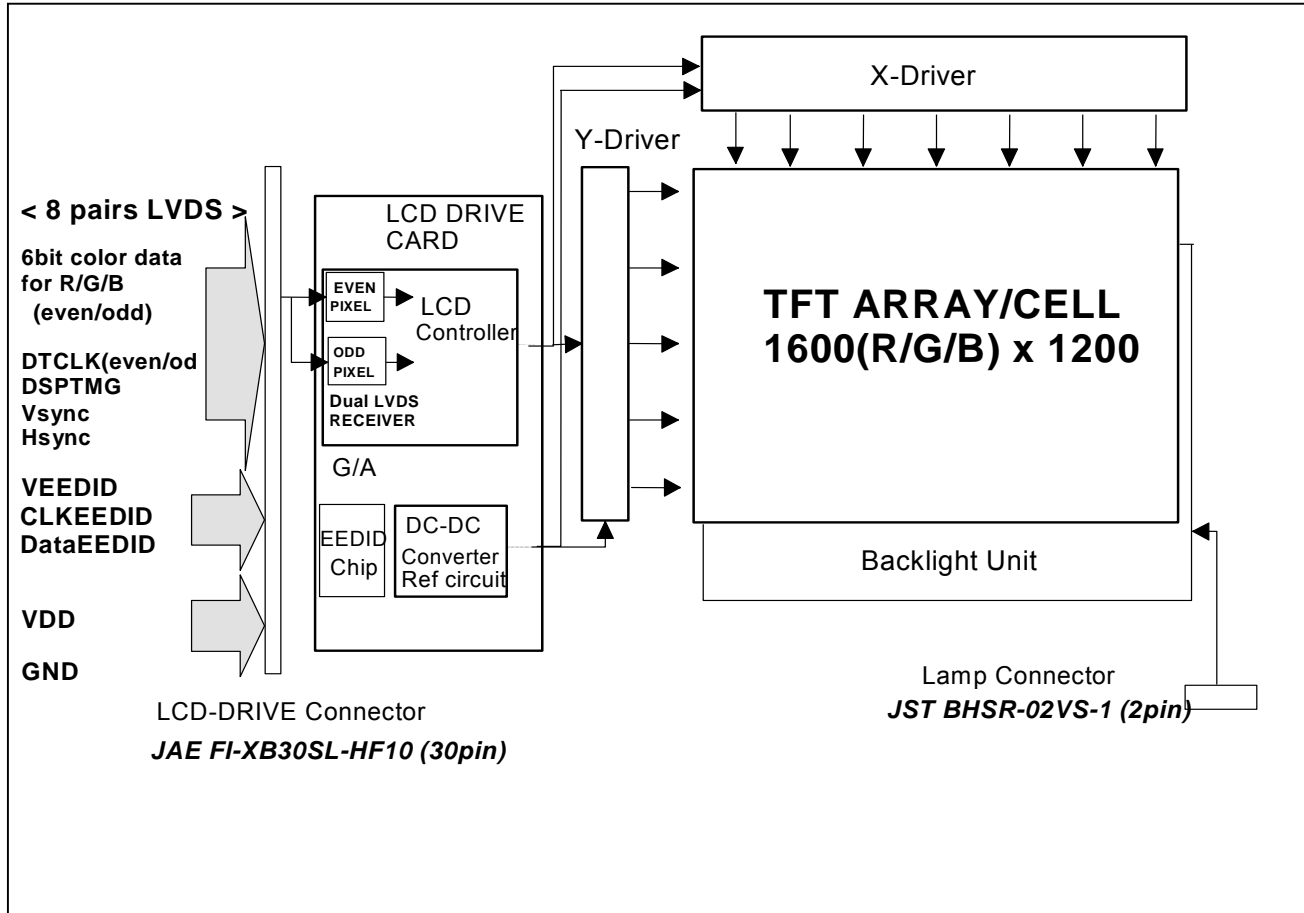 X-Driver
Y-Driver
< 8 pairs LVDS >
6bit color data
for R/G/B
(even/odd)
DTCLK(even/od
DSPTMG
Vsync
Hsync
VEEDID
CLKEEDID
DataEEDID
VDD
GND
LCD DRIVE
CARD
EVEN
PIXEL
LCD
Controller
ODD
PIXEL
Dual LVDS
RECEIVER
G/A
EEDID
Chip
DC-DC
Converter
Ref circuit
TFT ARRAY/CELL
1600(R/G/B) x 1200
Backlight Unit
Lamp Connector
JST BHSR-02VS-1 (2pin)
LCD-DRIVE Connector
JAE FI-XB30SL-HF10 (30pin)